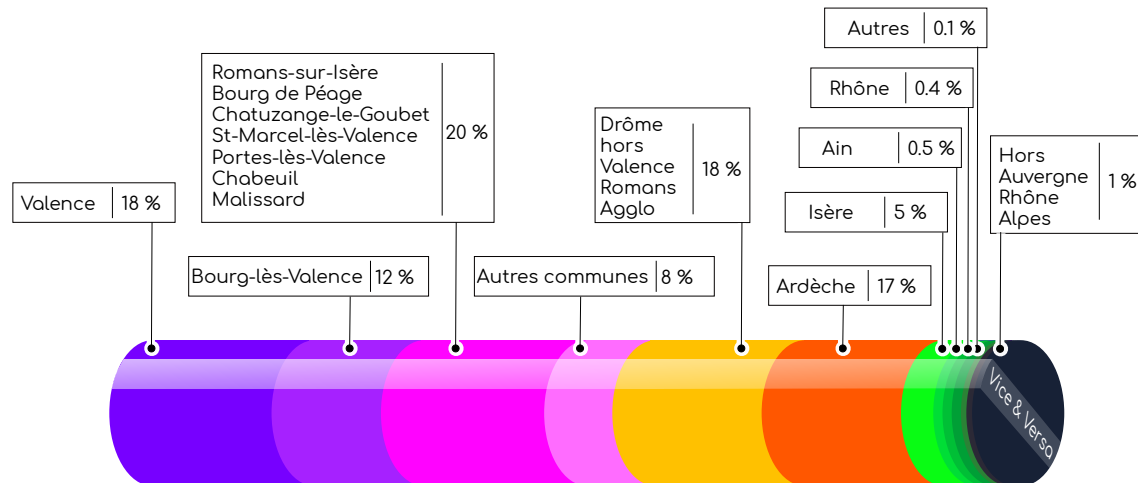 Valence 18 %
Romans-sur-Isère
Bourg de Péage
Chatuzange-le-Goubet
St-Marcel-lès-Valence
Portes-lès-Valence
Chabeuil
Malissard
20 %
Bourg-lès-Valence 12 %
Autres communes 8 %
Drôme
hors
Valence
Romans
Agglo
18 %
Ardèche 17 %
Autres 0.1 %
Rhône 0.4 %
Ain 0.5 %
Isère 5 %
Hors
Auvergne
Rhône
Alpes
1 %
Vice & Versa